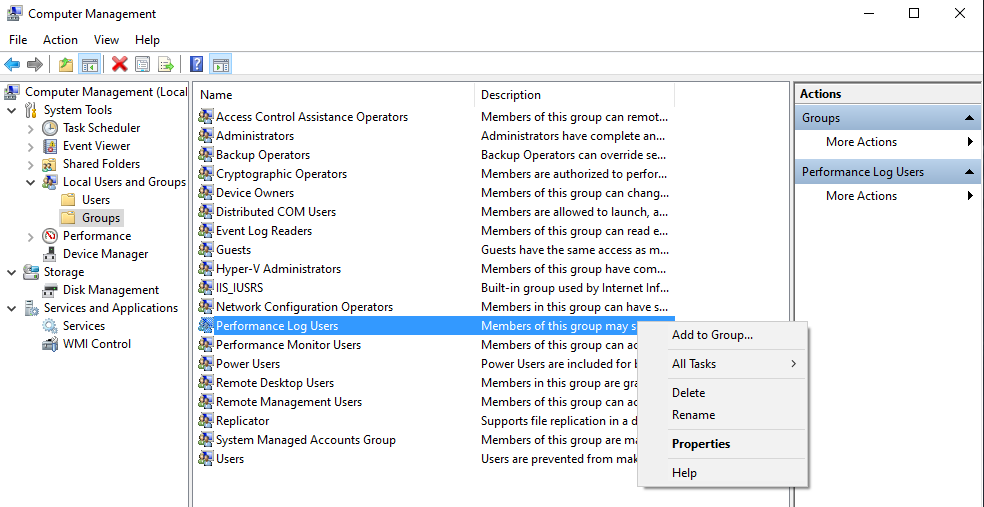 Computer Management
File Action View Help
Computer Management (Local
System Tools
Task Scheduler
Event Viewer
Shared Folders
Local Users and Groups
Users
Groups
Performance
Device Manager
Storage
Disk Management
Services and Applications
Services
WMI Control
Name Description
Access Control Assistance Operators Members of this group can remot...
Administrators Administrators have complete an...
Backup Operators Backup Operators can override se...
Cryptographic Operators Members are authorized to perfor...
Device Owners Members of this group can chang...
Distributed COM Users Members are allowed to launch, a...
Event Log Readers Members of this group can read e...
Guests Guests have the same access as m...
Hyper-V Administrators Members of this group have com...
IIS_IUSRS Built-in group used by Internet Inf...
Network Configuration Operators Members in this group can have s...
Performance Log Users Members of this group may s
Performance Monitor Users Members of this group can ac
Power Users Power Users are included for b
Remote Desktop Users Members in this group are gra
Remote Management Users Members of this group can ac
Replicator Supports file replication in a d
System Managed Accounts Group Members of this group are ma
Users Users are prevented from mak
Add to Group...
All Tasks
Delete
Rename
Properties
Help
Actions
Groups
More Actions
Performance Log Users
More Actions